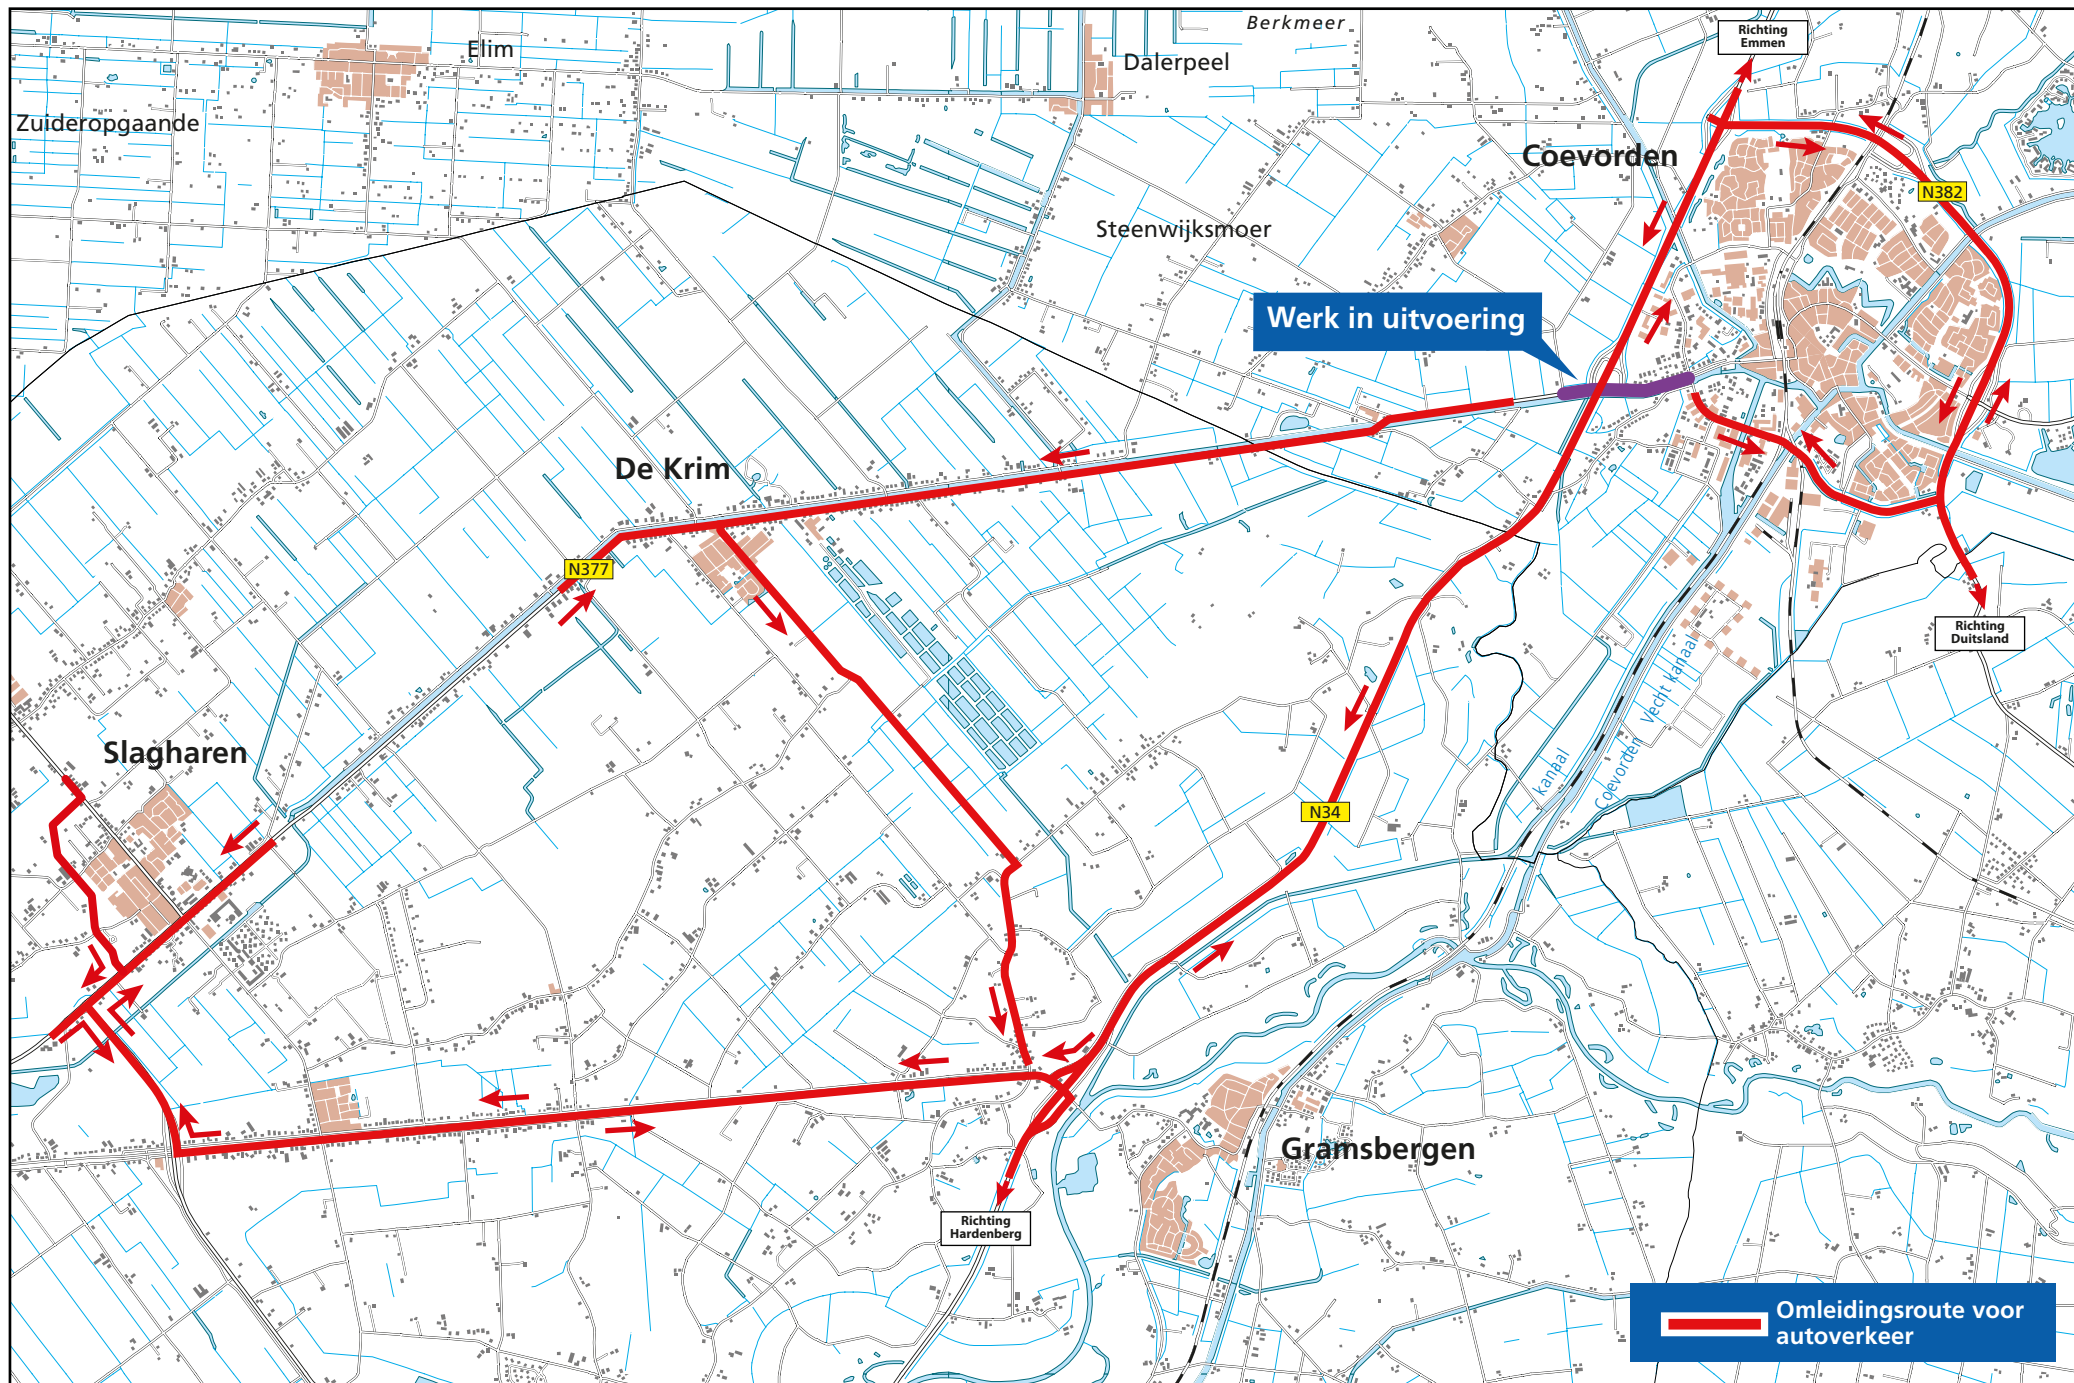 Berkmeer
Richting
Emmen
Elim
Dalerpeel
Zuideropgaande
Coevorden
N382
Steenwijksmoer
Werk in uitvoering
De Krim
N377
Richting
Duitsland
Coevorden Vecht kanaal
kanaal
Slagharen
N34
Gramsbergen
Richting
Hardenberg
Omleidingsroute voor
autoverkeer